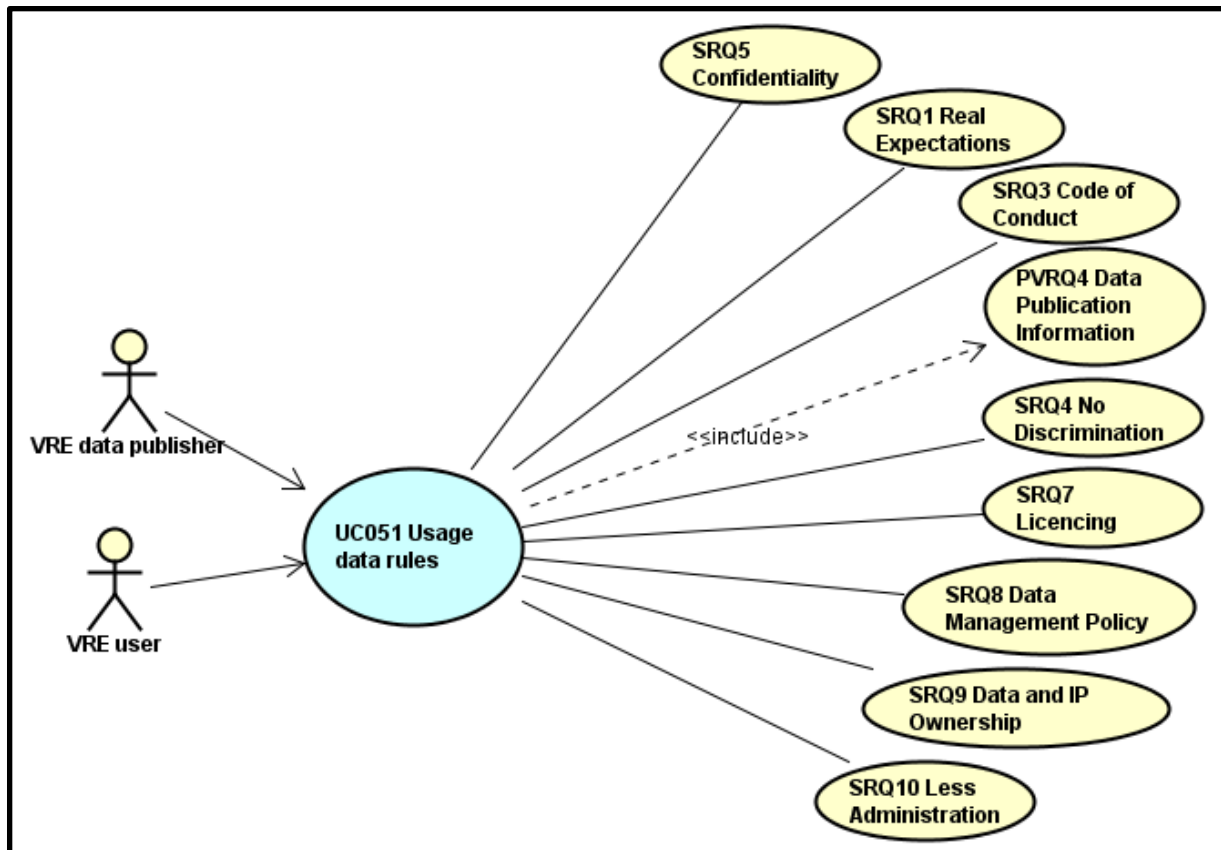 SRQ5
Confidentiality
SRQ1 Real
Expectations
SRQ3 Code of
Conduct
PVRQ4 Data
Publication
Information
VRE data publisher
<<include>>
SRQ4 No
Discrimination
SRQ7
Licencing
UC051 Usage
data rules
VRE user
SRQ8 Data
Management Policy
SRQ9 Data and IP
Ownership
SRQ10 Less
Administration